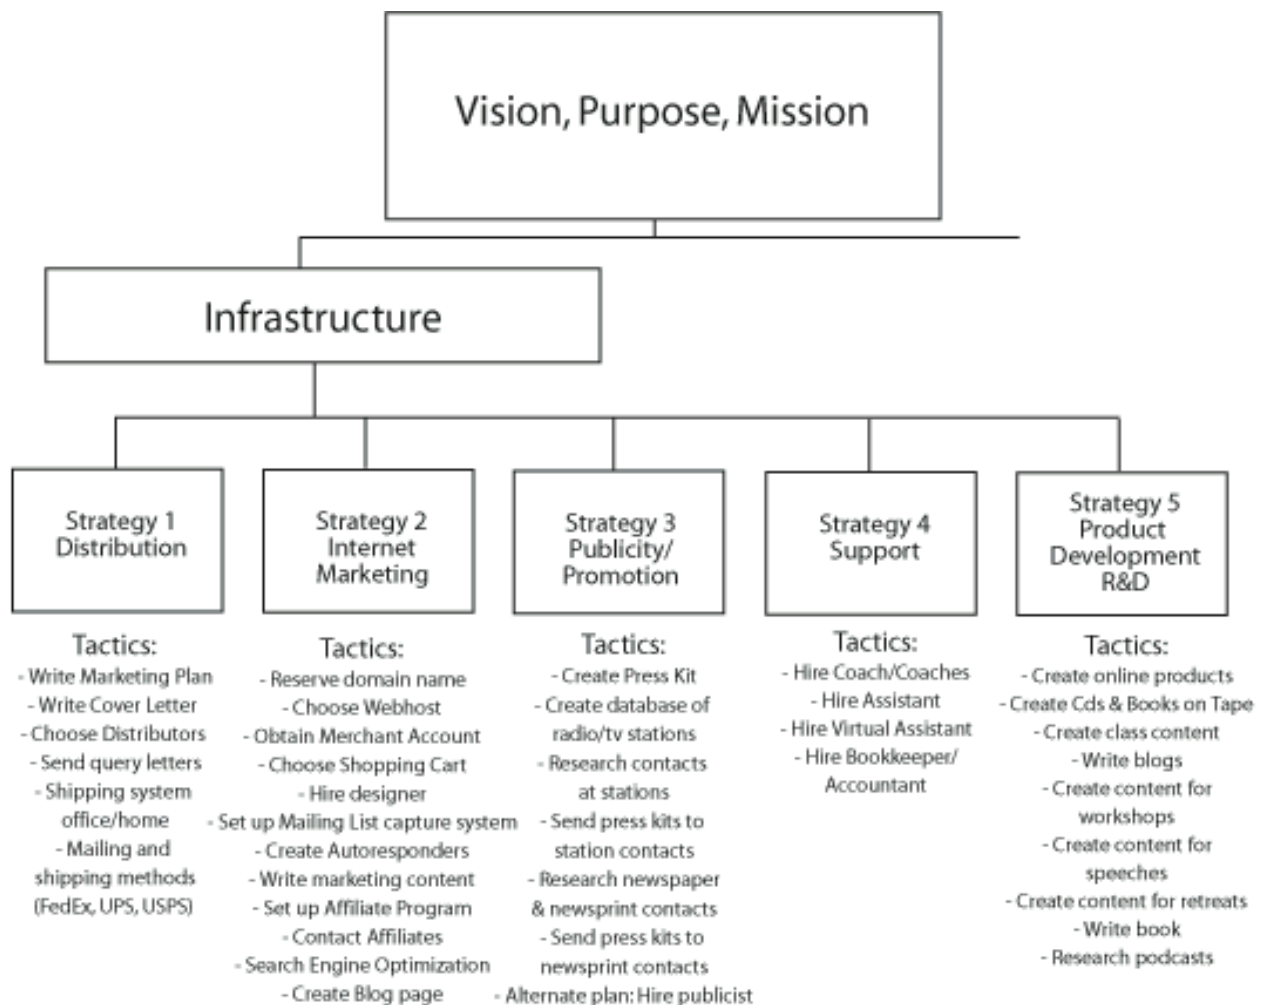 Vision, Purpose, Mission
Infrastructure
Strategy 1
Distribution
Tactics:
- Write Marketing Plan
- Write Cover Letter
- Choose Distributors
- Send query letters
- Shipping system
office/home
- Mailing and
shipping methods
(FedEx, UPS, USPS)
Strategy 2
Internet
Marketing
Tactics:
- Reserve domain name
- Choose Webhost
- Obtain Merchant Account
- Choose Shopping Cart
- Hire designer
- Set up Mailing List capture system
- Create Autoresponders
- Write marketing content
- Set up Affiliate Program
- Contact Affiliates
- Search Engine Optimization
- Create Blog page
Strategy 3
Publicity/
Promotion
Tactics:
- Create Press Kit
- Create database of
radio/tv stations
- Research contacts
at stations
- Send press kits to
station contacts
- Research newspaper
& newsprint contacts
- Send press kits to
newsprint contacts
- Alternate plan: Hire publicist
Strategy 4
Support
Tactics:
- Hire Coach/Coaches
- Hire Assistant
- Hire Virtual Assistant
- Hire Bookkeeper/
Accountant
Strategy 5
Product
Development
R&D
Tactics:
- Create online products
- Create Cds & Books on Tape
- Create class content
- Write blogs
- Create content for
workshops
- Create content for
speeches
- Create content for retreats
- Write book
- Research podcasts